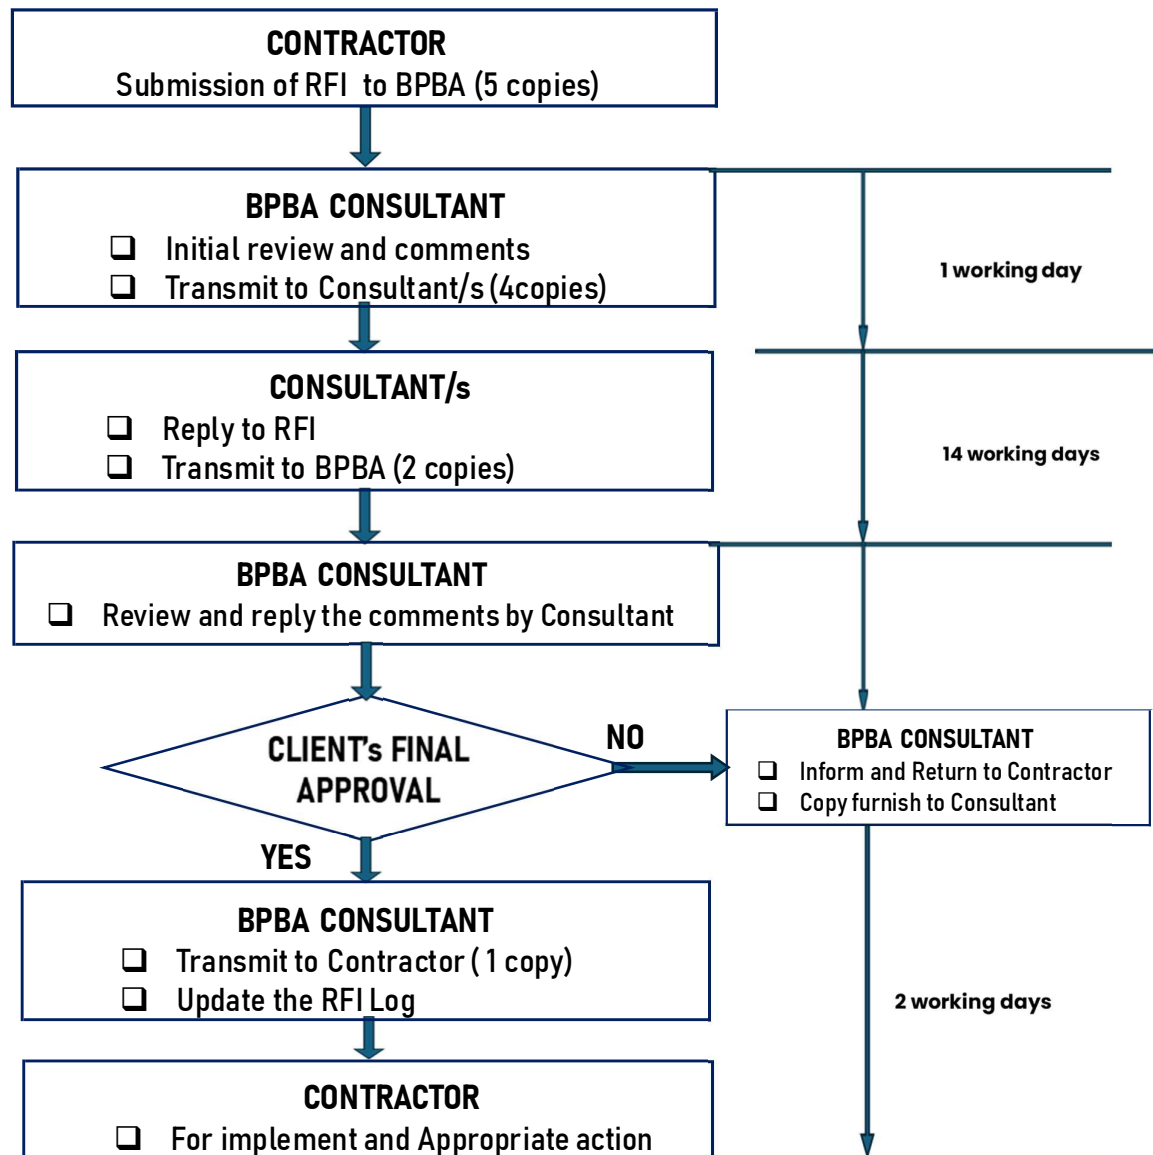 CONTRACTOR
Submission of RFI to BPBA (5 copies)
BPBA CONSULTANT
Initial review and comments
Transmit to Consultant/s (4copies)
1 working day
CONSULTANT/s
Reply to RFI
Transmit to BPBA (2 copies)
14 working days
BPBA CONSULTANT
Review and reply the comments by Consultant
CLIENT's FINAL
APPROVAL
NO
BPBA CONSULTANT
Inform and Return to Contractor
Copy furnish to Consultant
YES
BPBA CONSULTANT
Transmit to Contractor ( 1 copy)
Update the RFI Log
2 working days
CONTRACTOR
For implement and Appropriate action